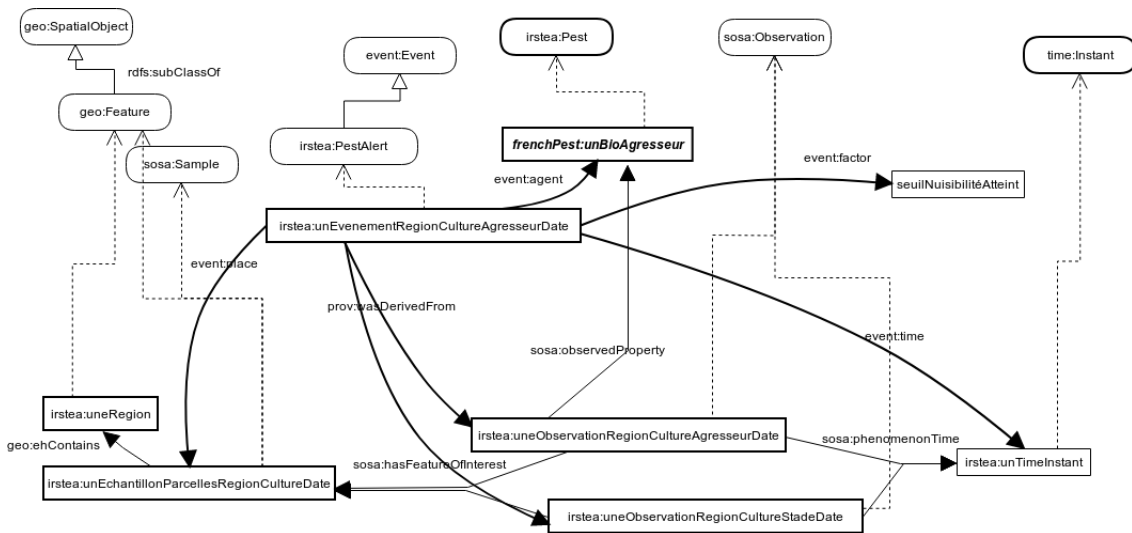 geo:SpatialObject
irstea:Pest
sosa:Observation
event:Event
time:Instant
rdfs:subClassOf
geo:Feature
irstea:PestAlert
frenchPest:unBioAgresseur
sosa:Sample
event:factor
event:agent
seuilNuisibilitéAtteint
irstea:unEvenementRegionCultureAgresseurDate
event:place
prov:wasDerivedFrom
event:time
sosa:observedProperty
irstea:uneRegion
irstea:uneObservationRegionCultureAgresseurDate
geo:ehContains
sosa:phenomenonTime
sosa:hasFeatureOfInterest
irstea:unTimeInstant
irstea:unEchantillonParcellesRegionCultureDate
irstea:uneObservationRegionCultureStadeDate